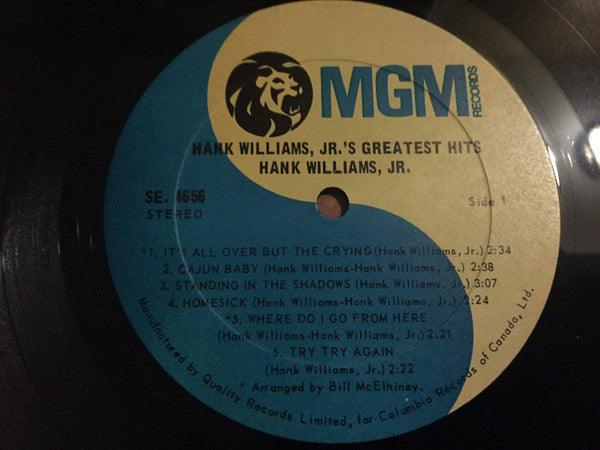 MGM
RECORDS
HANK WILLIAMS, JR.'S GREATEST HITS
HANK WILLIAMS, JR.
SE. 4656
STEREO
Side 1
*1. IT'S ALL OVER BUT THE CRYING (Hank Williams, Jr.) 2:34
2. CAJUN BABY (Hank Williams-Hank Williams, Jr.) 2:38
3. STANDING IN THE SHADOWS (Hank Williams, Jr.) 3:07
4. HOMESICK (Hank Williams-Hank Williams, Jr.) 2:24
*5. WHERE DO I GO FROM HERE
(Hank Williams-Hank Williams, Jr.) 2:21
6. TRY TRY AGAIN
(Hank Williams, Jr.) 2:22
* Arranged by Bill McElhiney.
Manufactured by Quality Records Limited, for Columbia Records of Canada, Ltd.